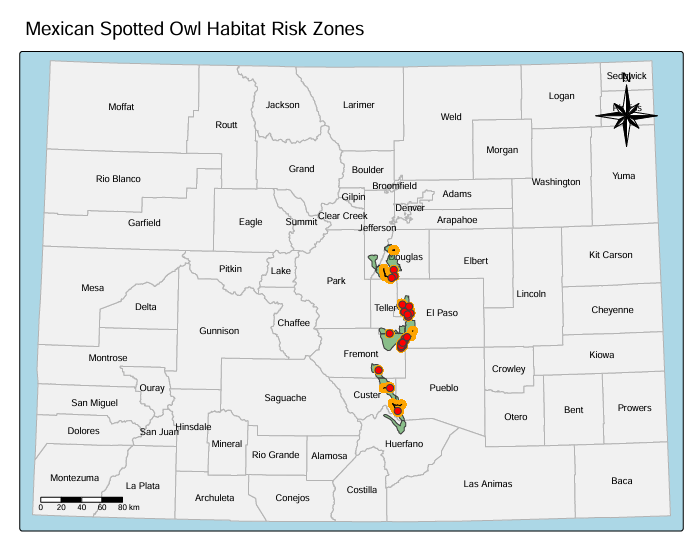 Mexican Spotted Owl Habitat Risk Zones
Sedgwick
N
Logan
Moffat
Jackson
Larimer
Weld
Routt
Morgan
Grand
Boulder
Washington
Yuma
Rio Blanco
Broomfield
Gilpin
Adams
Denver
Clear Creek
Arapahoe
Garfield
Eagle
Summit
Jefferson
Douglas
Elbert
Kit Carson
Pitkin
Lake
Park
Mesa
Lincoln
Delta
Teller
El Paso
Cheyenne
Chaffee
Gunnison
Montrose
Fremont
Kiowa
Crowley
Ouray
Custer
Pueblo
Saguache
San Miguel
Otero
Bent
Prowers
Dolores
San Juan
Hinsdale
Mineral
Huerfano
Rio Grande
Alamosa
Montezuma
La Plata
Archuleta
Conejos
Costilla
Las Animas
Baca
0 20 40 60 80 km